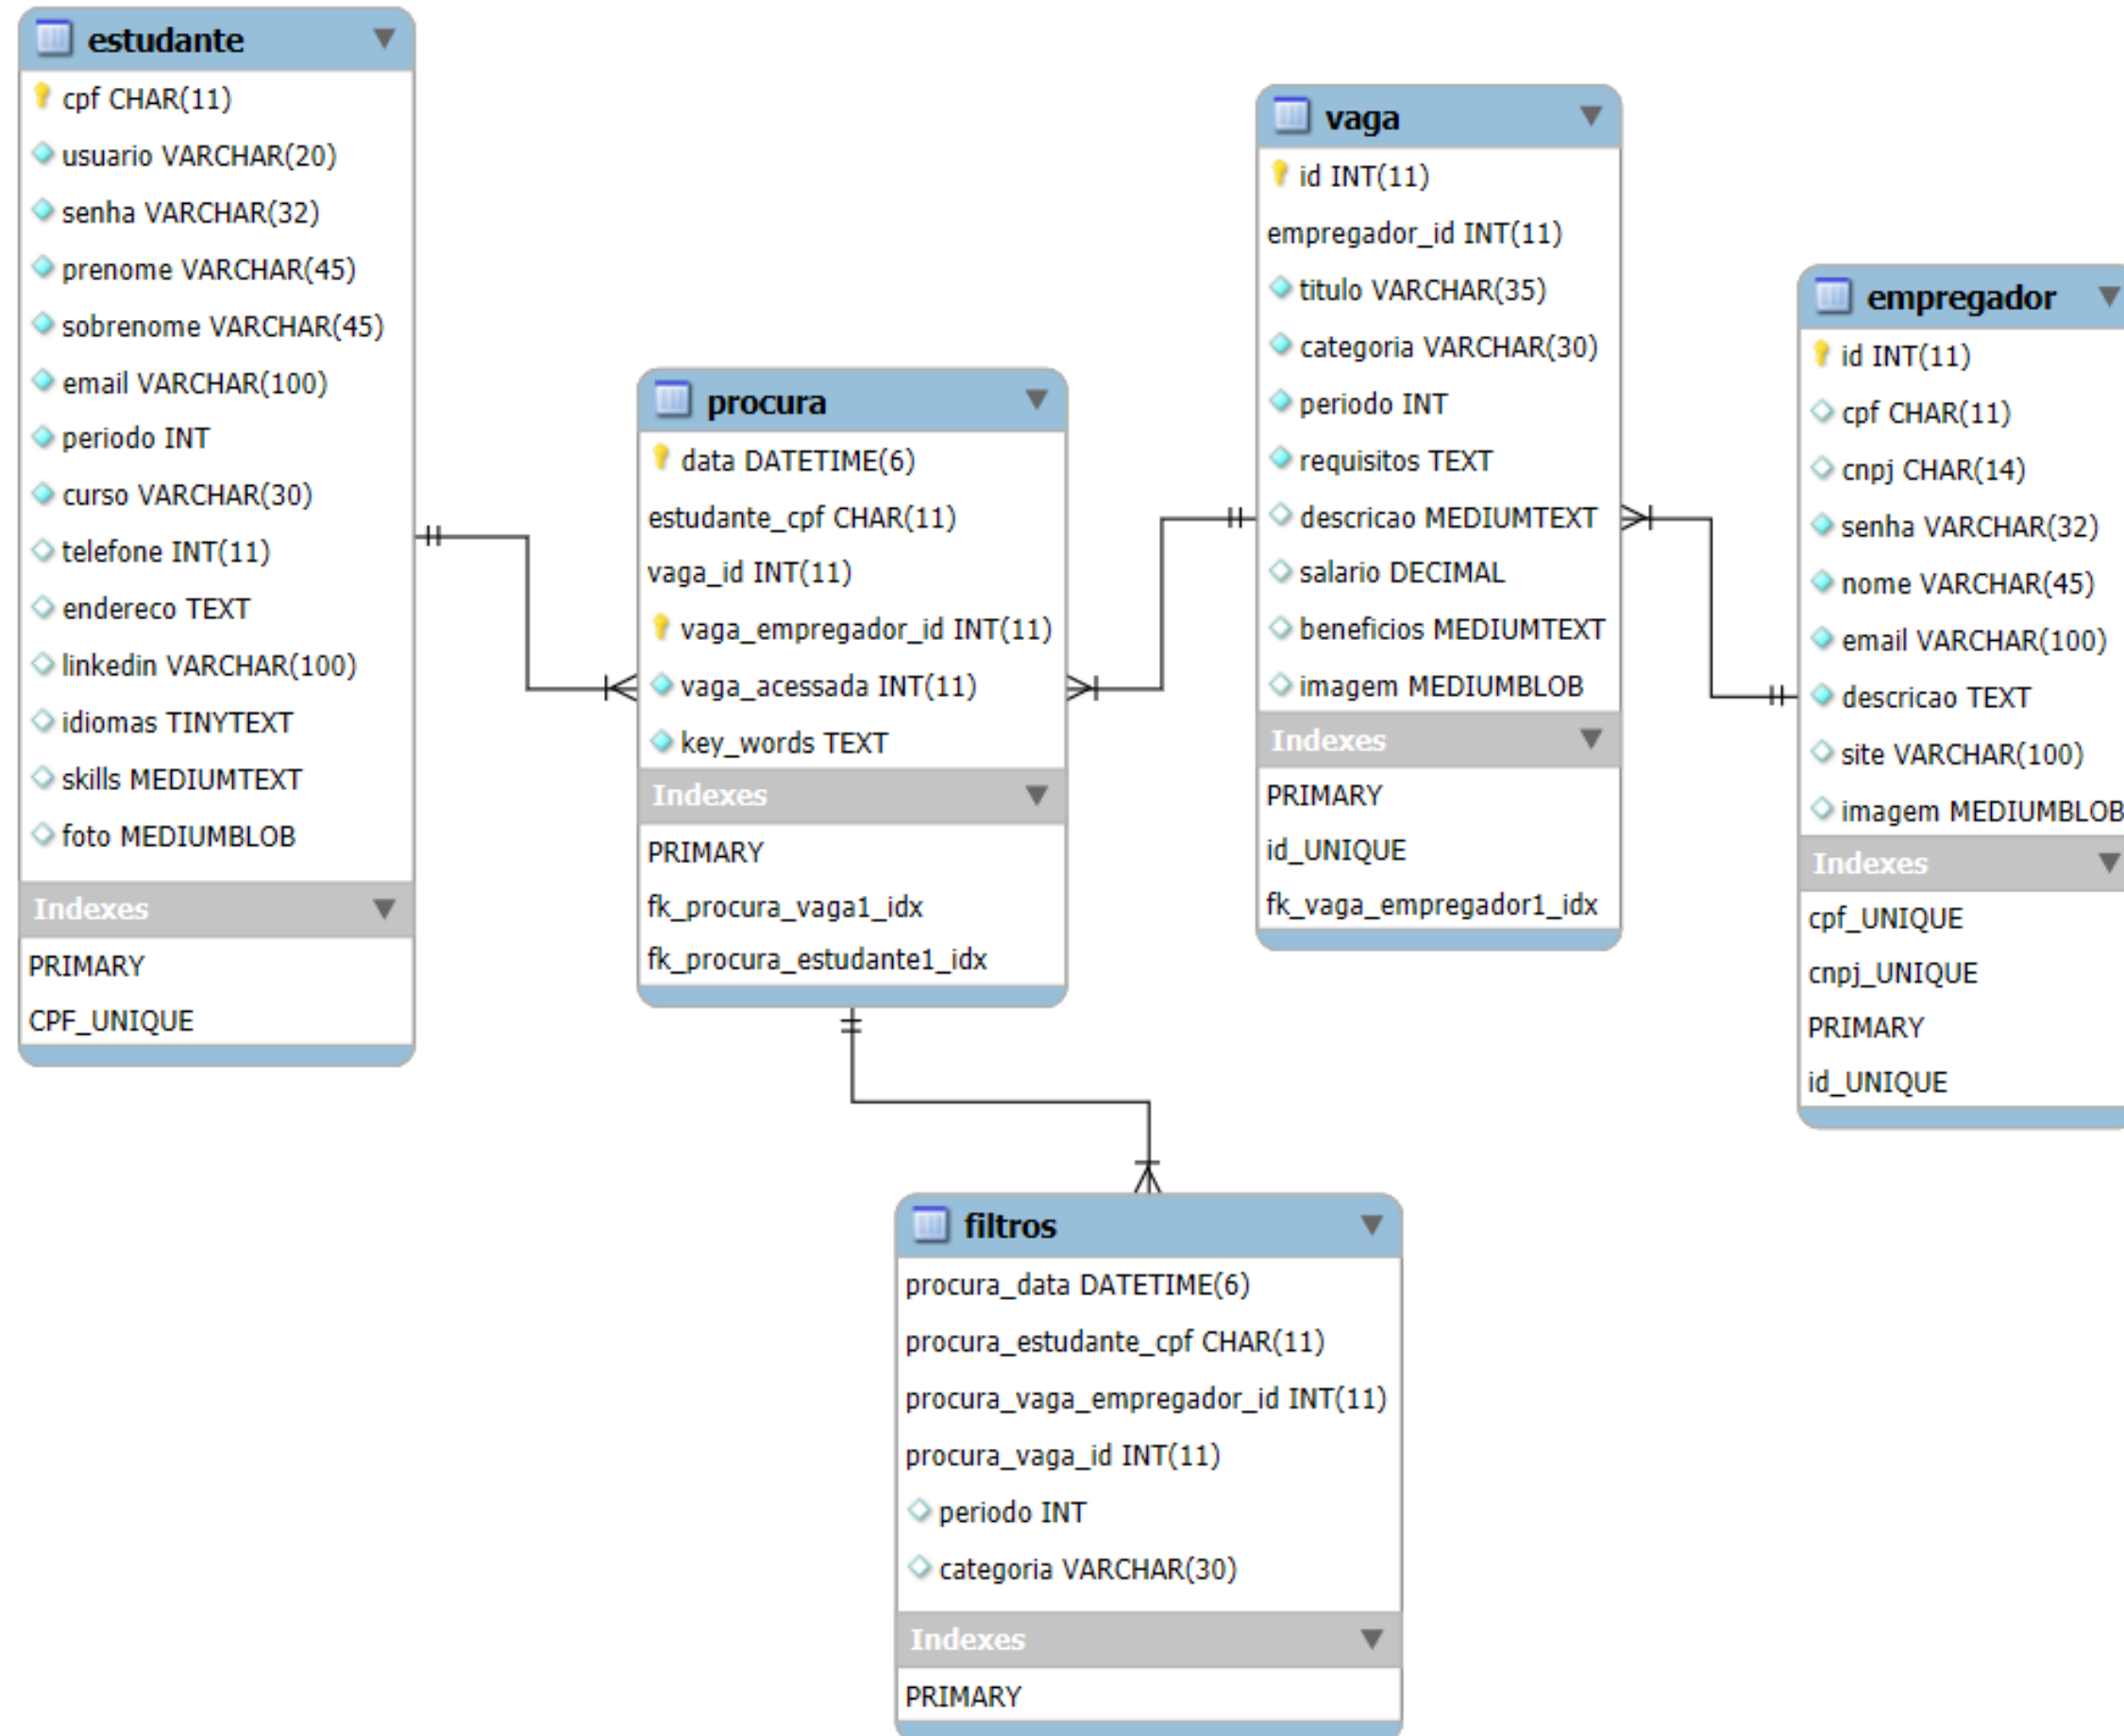 estudante
cpf CHAR(11)
usuario VARCHAR(20)
senha VARCHAR(32)
prenome VARCHAR(45)
sobrenome VARCHAR(45)
email VARCHAR(100)
periodo INT
curso VARCHAR(30)
telefone INT(11)
endereco TEXT
linkedin VARCHAR(100)
idiomas TINYTEXT
skills MEDIUMTEXT
foto MEDIUMBLOB
Indexes
PRIMARY
CPF_UNIQUE
procura
data DATETIME(6)
estudante_cpf CHAR(11)
vaga_id INT(11)
vaga_empregador_id INT(11)
vaga_acessada INT(11)
key_words TEXT
Indexes
PRIMARY
fk_procura_vaga1_idx
fk_procura_estudante1_idx
vaga
id INT(11)
empregador_id INT(11)
titulo VARCHAR(35)
categoria VARCHAR(30)
periodo INT
requisitos TEXT
descricao MEDIUMTEXT
salario DECIMAL
beneficios MEDIUMTEXT
imagem MEDIUMBLOB
Indexes
PRIMARY
id_UNIQUE
fk_vaga_empregador1_idx
empregador
id INT(11)
cpf CHAR(11)
cnpj CHAR(14)
senha VARCHAR(32)
nome VARCHAR(45)
email VARCHAR(100)
descricao TEXT
site VARCHAR(100)
imagem MEDIUMBLOB
Indexes
cpf_UNIQUE
cnpj_UNIQUE
PRIMARY
id_UNIQUE
filtros
procura_data DATETIME(6)
procura_estudante_cpf CHAR(11)
procura_vaga_empregador_id INT(11)
procura_vaga_id INT(11)
periodo INT
categoria VARCHAR(30)
Indexes
PRIMARY